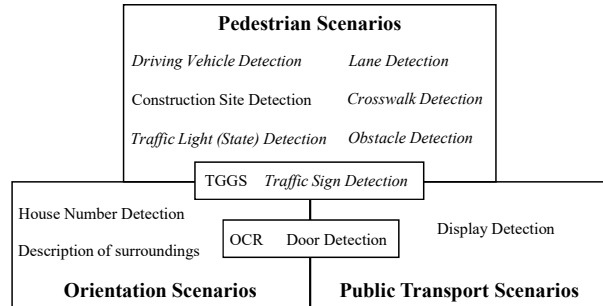 Pedestrian Scenarios
Driving Vehicle Detection Lane Detection
Construction Site Detection Crosswalk Detection
Traffic Light (State) Detection Obstacle Detection
TGGS Traffic Sign Detection
House Number Detection
Display Detection
OCR Door Detection
Description of surroundings
Orientation Scenarios Public Transport Scenarios